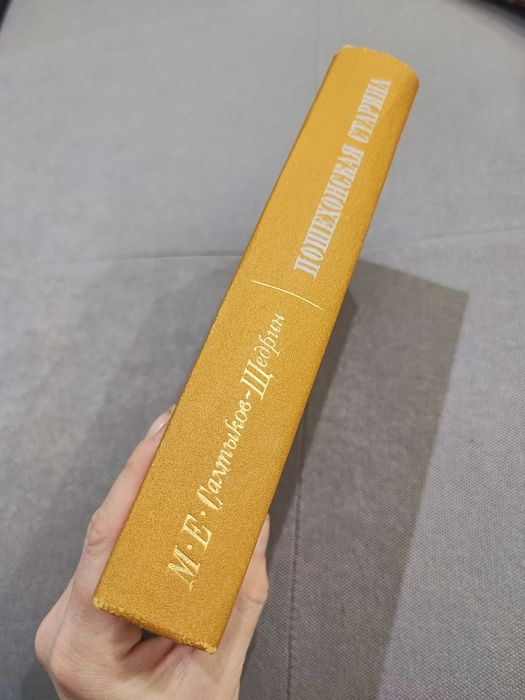 М·Е·Салтыков-Щедрин
ПОШЕХОНСКАЯ СТАРИНА